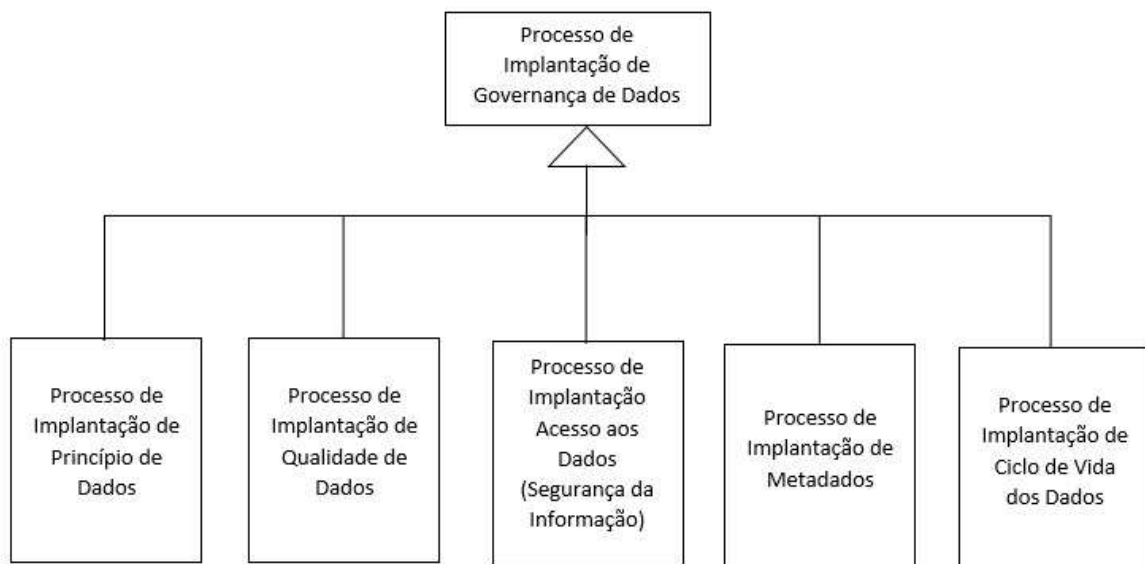 Processo de
Implantação de
Governança de Dados
Processo de
Implantação de
Princípio de
Dados
Processo de
Implantação de
Qualidade de
Dados
Processo de
Implantação
Acesso aos
Dados
(Segurança da
Informação)
Processo de
Implantação de
Metadados
Processo de
Implantação de
Ciclo de Vida
dos Dados